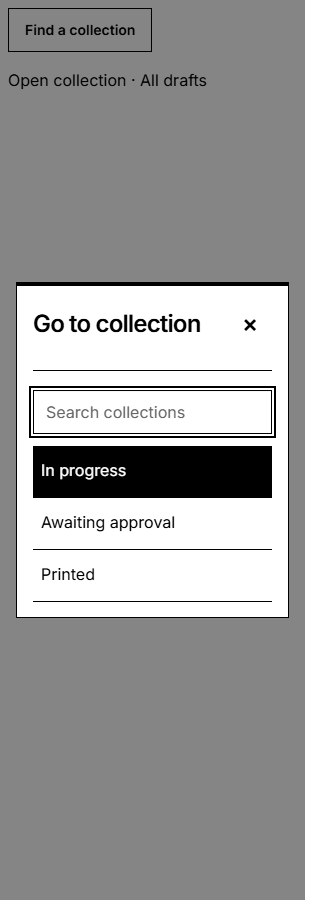 Find a collection
Open collection · All drafts
Go to collection ×
Search collections
In progress
Awaiting approval
Printed